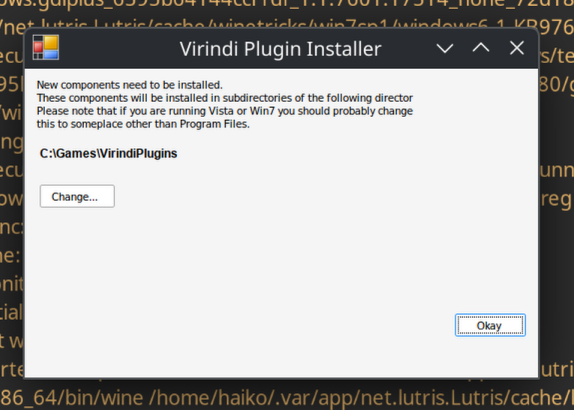 ows.gdiplus_6595b64144ccf1df_1.1.7601.17514_none_72d18
/net.lutris.Lutris/cache/winetricks/win7sp1/windows6.1-KB976
Virindi Plugin Installer
New components need to be installed.
These components will be installed in subdirectories of the following director
Please note that if you are running Vista or Win7 you should probably change
this to someplace other than Program Files.
C:\Games\VirindiPlugins
Change...
Okay
86_64/bin/wine /home/haiko/.var/app/net.lutris.Lutris/cache/